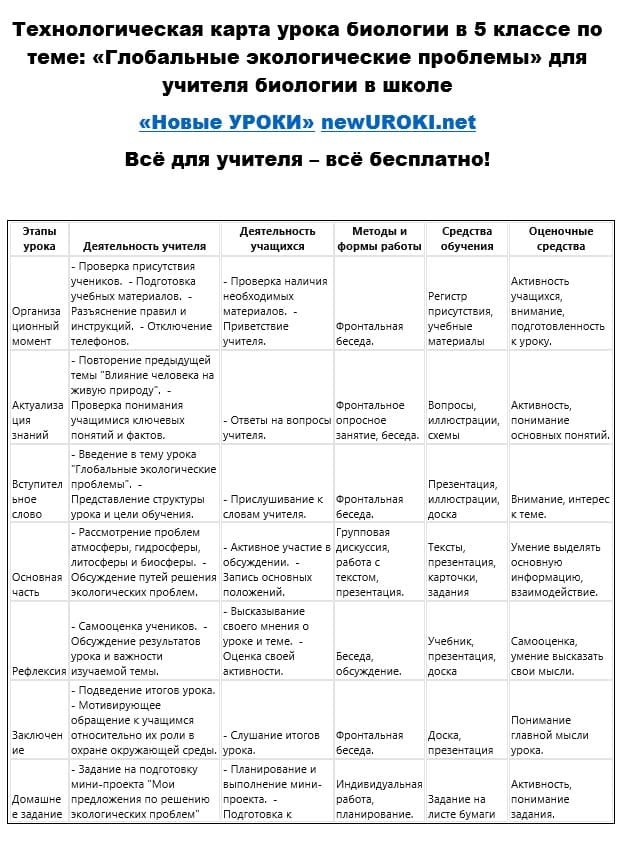 Технологическая карта урока биологии в 5 классе по
теме: «Глобальные экологические проблемы» для
учителя биологии в школе
«Новые УРОКИ» newUROKI.net
Всё для учителя – всё бесплатно!
Этапы
урока
Деятельность учителя
Деятельность
учащихся
Методы и
формы работы
Средства
обучения
Оценочные
средства
Организа
ционный
момент
- Проверка присутствия
учеников. - Подготовка
учебных материалов. -
Разъяснение правил и
инструкций. - Отключение
телефонов.
- Проверка наличия
необходимых
материалов. -
Приветствие
учителя.
Фронтальная
беседа.
Регистр
присутствия,
учебные
материалы
Активность
учащихся,
внимание,
подготовленность
к уроку.
Актуализа
ция
знаний
- Повторение предыдущей
темы "Влияние человека на
живую природу". -
Проверка понимания
учащимися ключевых
понятий и фактов.
- Ответы на вопросы
учителя.
Фронтальное
опросное
занятие, беседа.
Вопросы,
иллюстрации,
схемы
Активность,
понимание
основных понятий.
Вступител
ьное
слово
- Введение в тему урока
"Глобальные экологические
проблемы". -
Представление структуры
урока и цели обучения.
- Прислушивание к
словам учителя.
Фронтальная
беседа.
Презентация,
иллюстрации,
доска
Внимание, интерес
к теме.
Основная
часть
- Рассмотрение проблем
атмосферы, гидросферы,
литосферы и биосферы. -
Обсуждение путей решения
экологических проблем.
- Активное участие в
обсуждении. -
Запись основных
положений.
Групповая
дискуссия,
работа с
текстом,
презентация.
Тексты,
презентация,
карточки,
задания
Умение выделять
основную
информацию,
взаимодействие.
Рефлексия
- Самооценка учеников. -
Обсуждение результатов
урока и важности
изучаемой темы.
- Высказывание
своего мнения о
уроке и теме. -
Оценка своей
активности.
Беседа,
обсуждение.
Учебник,
презентация,
доска
Самооценка,
умение высказать
свои мысли.
Заключен
ие
- Подведение итогов урока.
- Мотивирующее
обращение к учащимся
относительно их роли в
охране окружающей среды.
- Слушание итогов
урока.
Фронтальная
беседа.
Доска,
презентация
Понимание
главной мысли
урока.
Домашне
е задание
- Задание на подготовку
мини-проекта "Мои
предложения по решению
экологических проблем"
- Планирование и
выполнение мини-
проекта. -
Подготовка к
Индивидуальная
работа,
планирование.
Задание на
листе бумаги
Активность,
понимание
задания.